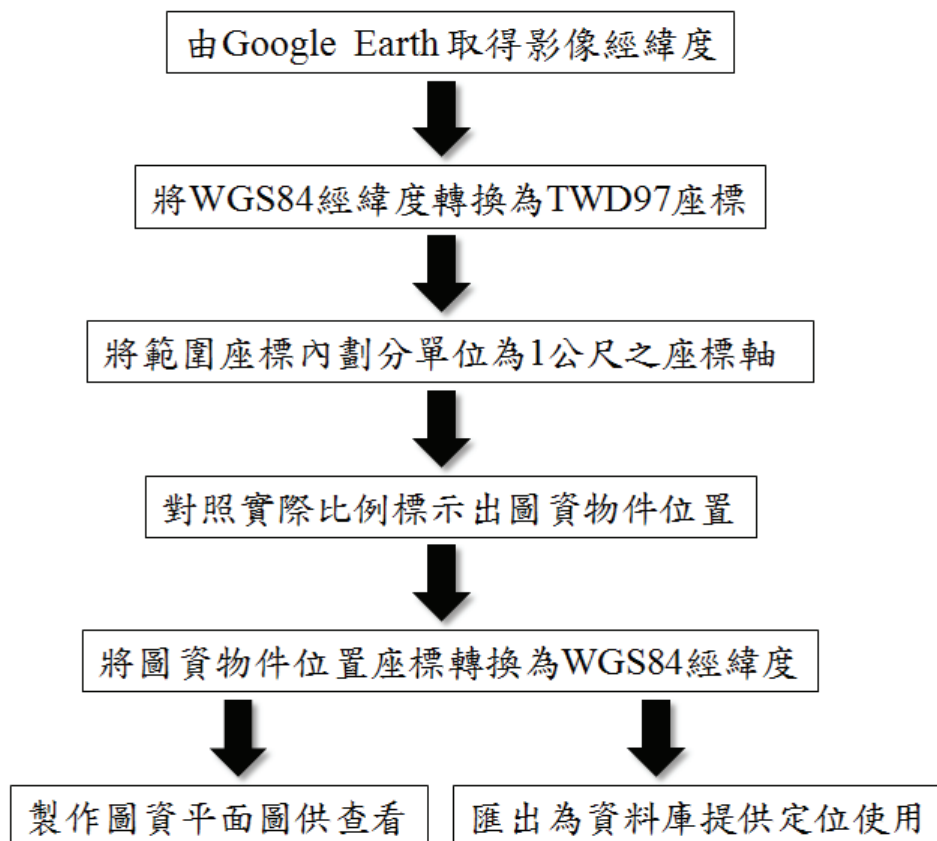 由Google Earth取得影像經緯度
將WGS84經緯度轉換為TWD97座標
將範圍座標內劃分單位為1公尺之座標軸
對照實際比例標示出圖資物件位置
將圖資物件位置座標轉換為WGS84經緯度
製作圖資平面圖供查看
匯出為資料庫提供定位使用